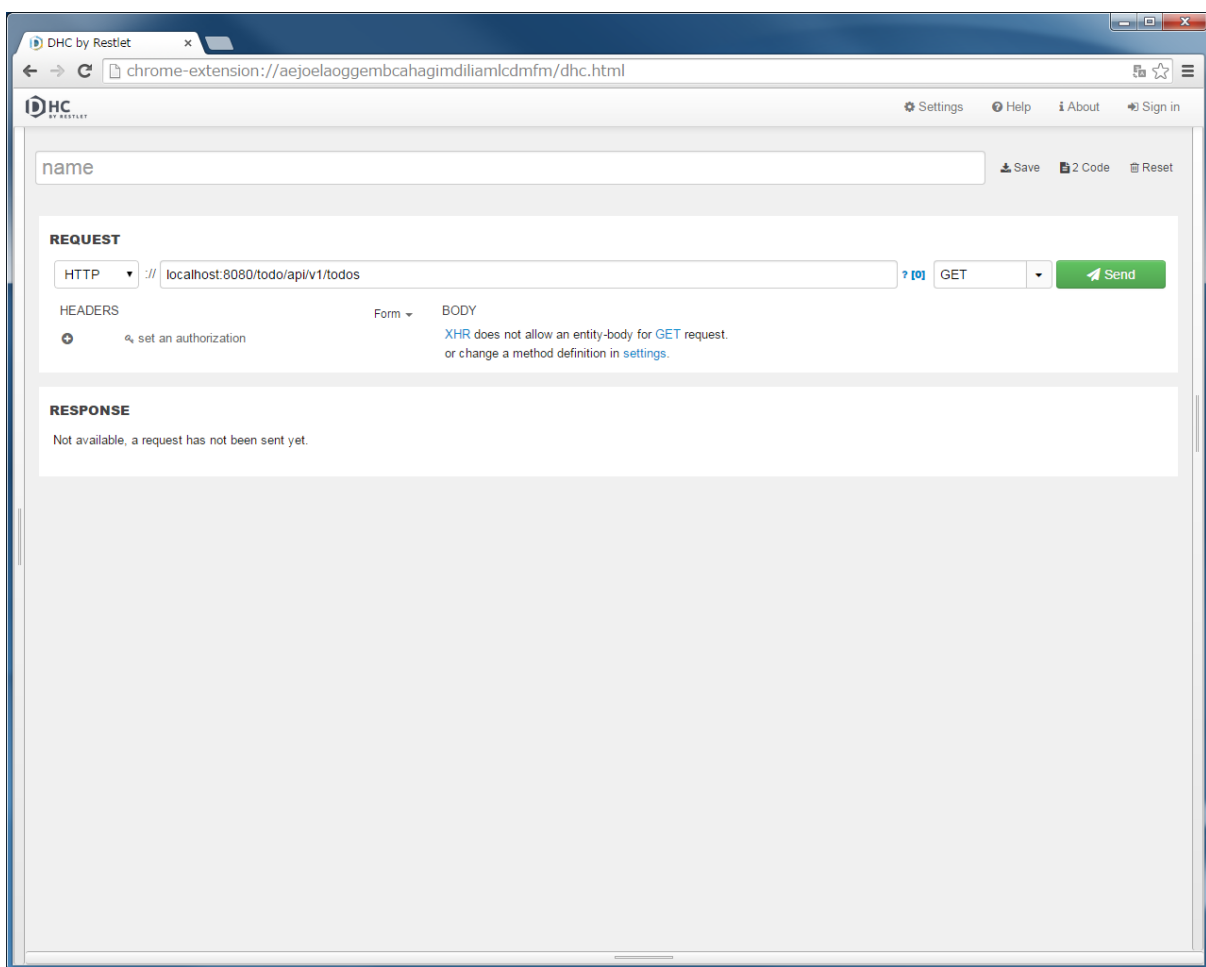 DHC by Restlet
chrome-extension://aejoelaoggembcahagimdiliamlcdmfm/dhc.html
DHC
BY RESTLET
Settings Help About Sign in
name
Save 2 Code Reset
REQUEST
HTTP :// localhost:8080/todo/api/v1/todos ? [0] GET Send
HEADERS Form BODY
set an authorization
XHR does not allow an entity-body for GET request.
or change a method definition in settings.
RESPONSE
Not available, a request has not been sent yet.